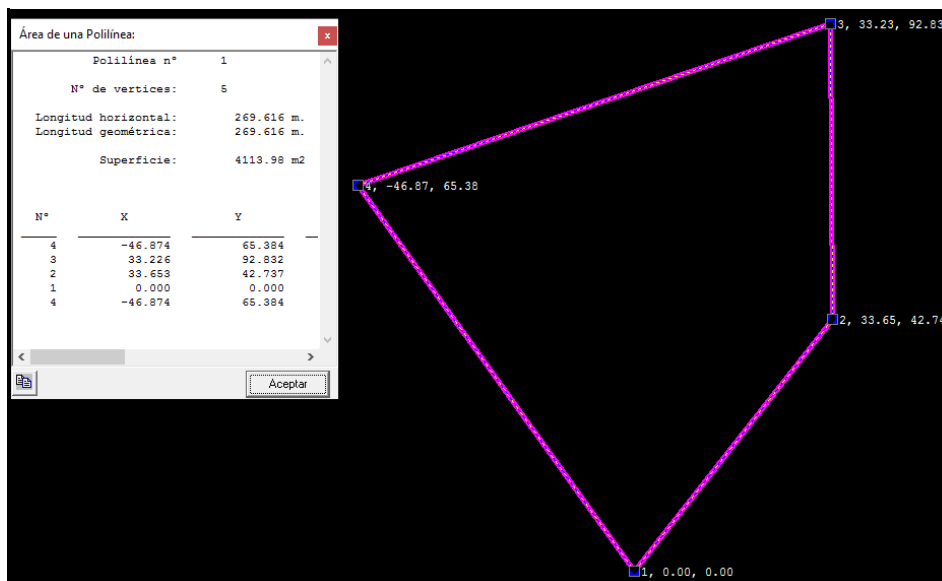 Área de una Polilínea:
x
Polilínea nº 1
Nº de vertices: 5
Longitud horizontal: 269.616 m.
Longitud geométrica: 269.616 m.
Superficie: 4113.98 m2
Nº X Y
4 -46.874 65.384
3 33.226 92.832
2 33.653 42.737
1 0.000 0.000
4 -46.874 65.384
Aceptar
3, 33.23, 92.83
4, -46.87, 65.38
2, 33.65, 42.74
1, 0.00, 0.00